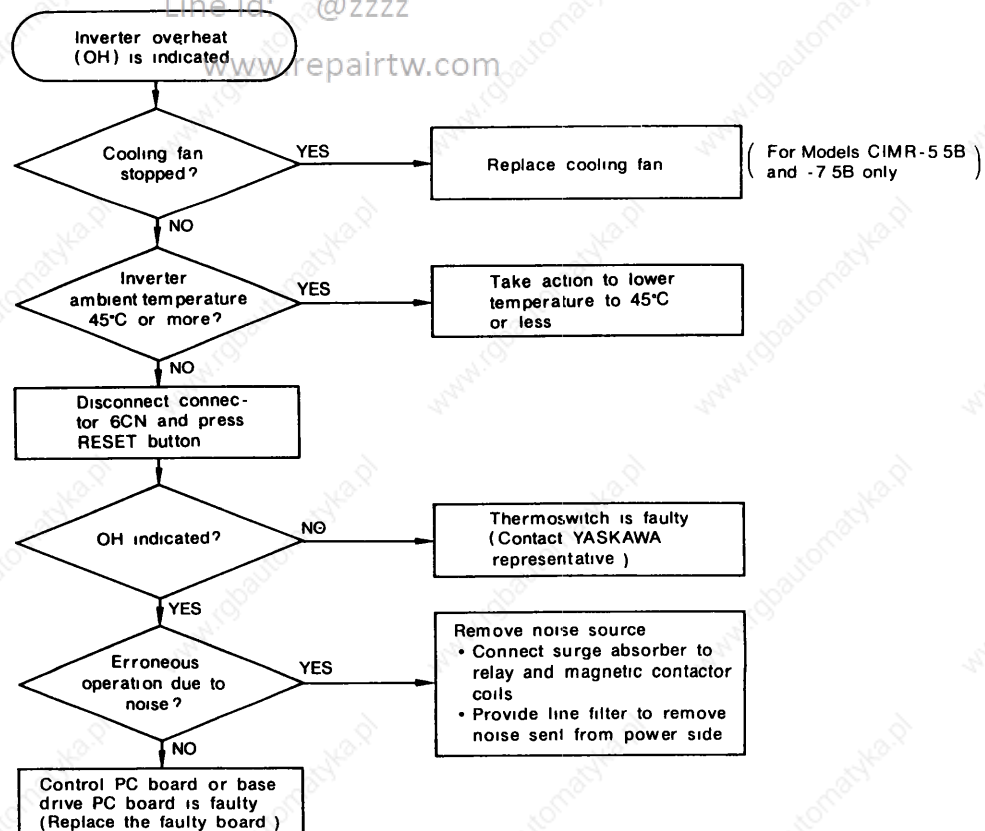 Line id: @zzzz
Inverter overheat
(OH) is indicated
www.repairtw.com
Cooling fan
stopped?
YES
Replace cooling fan
(For Models CIMR-5 5B
and -7 5B only)
NO
Inverter
ambient temperature
45°C or more?
YES
Take action to lower
temperature to 45°C
or less
NO
Disconnect connec-
tor 6CN and press
RESET button
OH indicated?
NO
Thermoswitch is faulty
(Contact YASKAWA
representative )
YES
Erroneous
operation due to
noise?
YES
Remove noise source
• Connect surge absorber to
relay and magnetic contactor
coils
• Provide line filter to remove
noise sent from power side
NO
Control PC board or base
drive PC board is faulty
(Replace the faulty board )
www.rgbautomatyka.pl